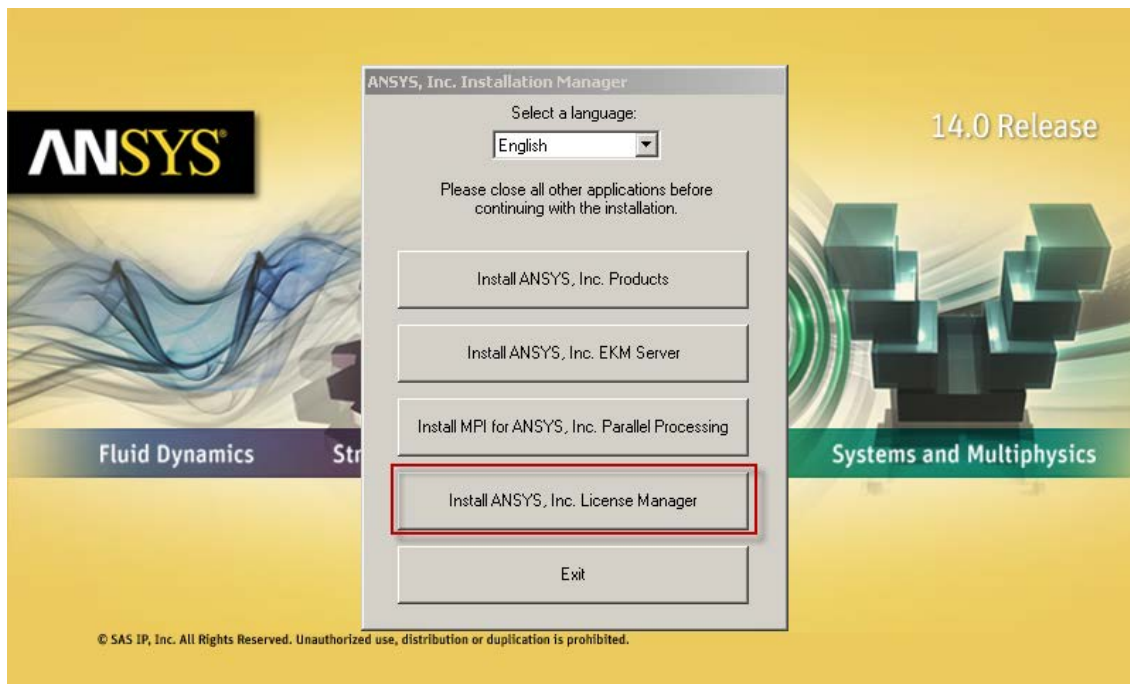 ANSYS, Inc. Installation Manager
Select a language:
English
ANSYS®
14.0 Release
Please close all other applications before
continuing with the installation.
Install ANSYS, Inc. Products
Install ANSYS, Inc. EKM Server
Install MPI for ANSYS, Inc. Parallel Processing
Fluid Dynamics
Str
Systems and Multiphysics
Install ANSYS, Inc. License Manager
Exit
© SAS IP, Inc. All Rights Reserved. Unauthorized use, distribution or duplication is prohibited.